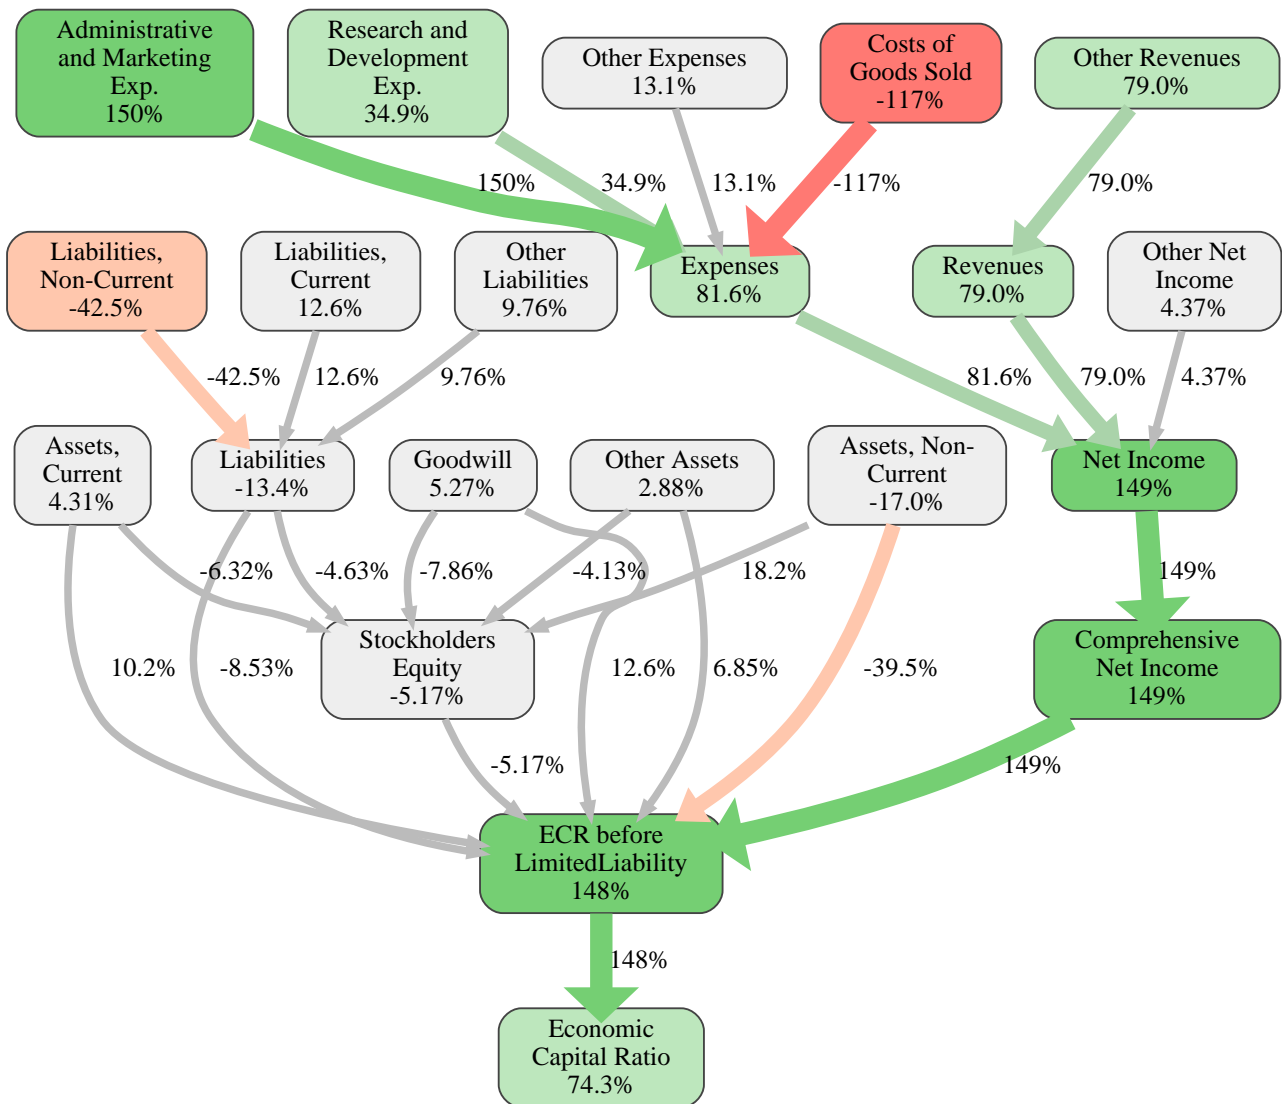 Administrative
and Marketing
Exp.
150%
Research and
Development
Exp.
34.9%
Other Expenses
13.1%
Costs of
Goods Sold
-117%
Other Revenues
79.0%
150%
34.9%
13.1%
-117%
79.0%
Liabilities,
Non-Current
-42.5%
Liabilities,
Current
12.6%
Other
Liabilities
9.76%
Expenses
81.6%
Revenues
79.0%
Other Net
Income
4.37%
-42.5%
12.6%
9.76%
81.6%
79.0%
4.37%
Assets,
Current
4.31%
Liabilities
-13.4%
Goodwill
5.27%
Other Assets
2.88%
Assets, Non-
Current
-17.0%
Net Income
149%
-6.32%
-4.63%
-7.86%
-4.13%
18.2%
149%
Stockholders
Equity
-5.17%
Comprehensive
Net Income
149%
10.2%
-8.53%
12.6%
6.85%
-39.5%
-5.17%
149%
ECR before
LimitedLiability
148%
148%
Economic
Capital Ratio
74.3%